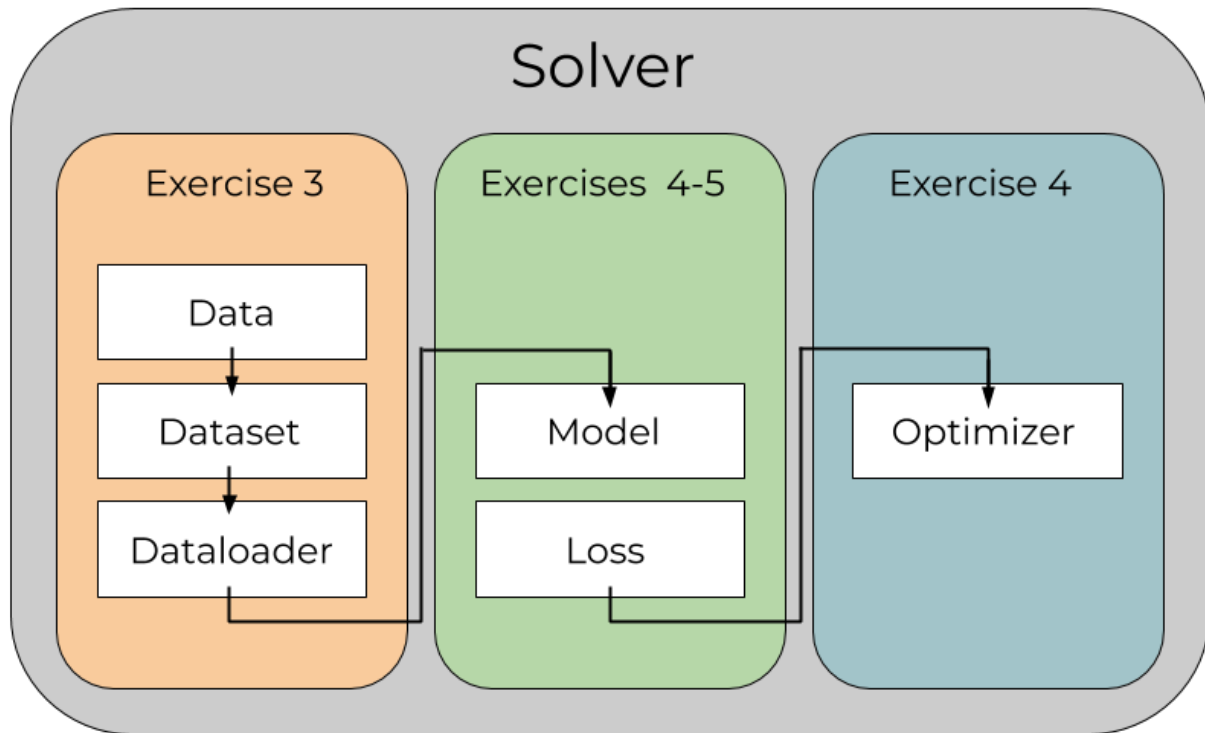 Solver
Exercise 3
Data
Dataset
Dataloader
Exercises 4-5
Model
Loss
Exercise 4
Optimizer